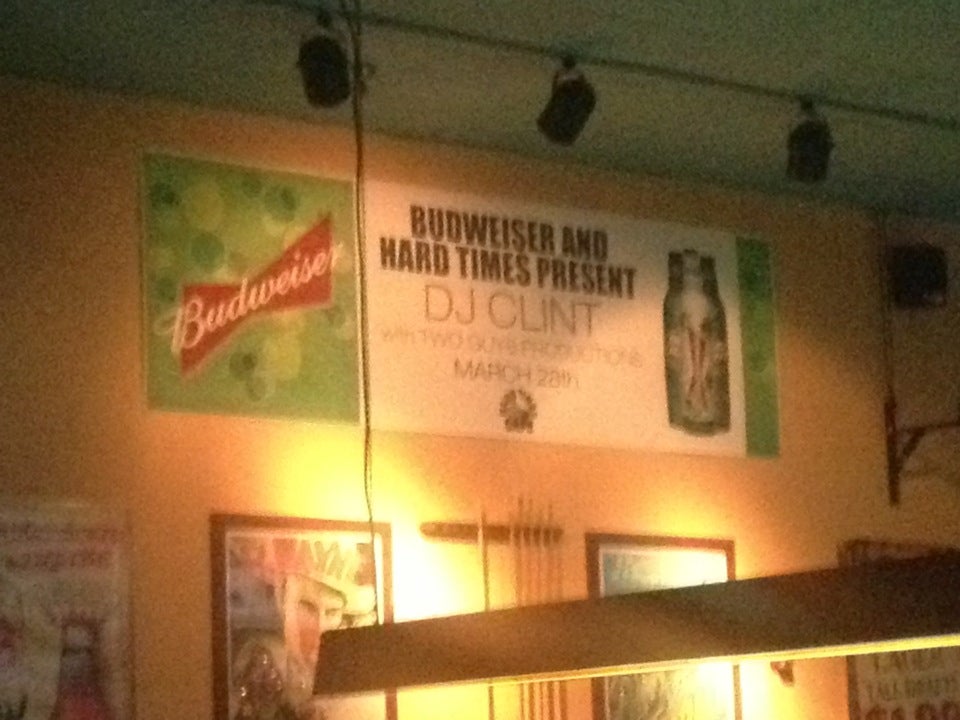 Budweiser
BUDWEISER AND
HARD TIMES PRESENT
DJ CLINT
with TWO GUYS PRODUCTIONS
MARCH 28th